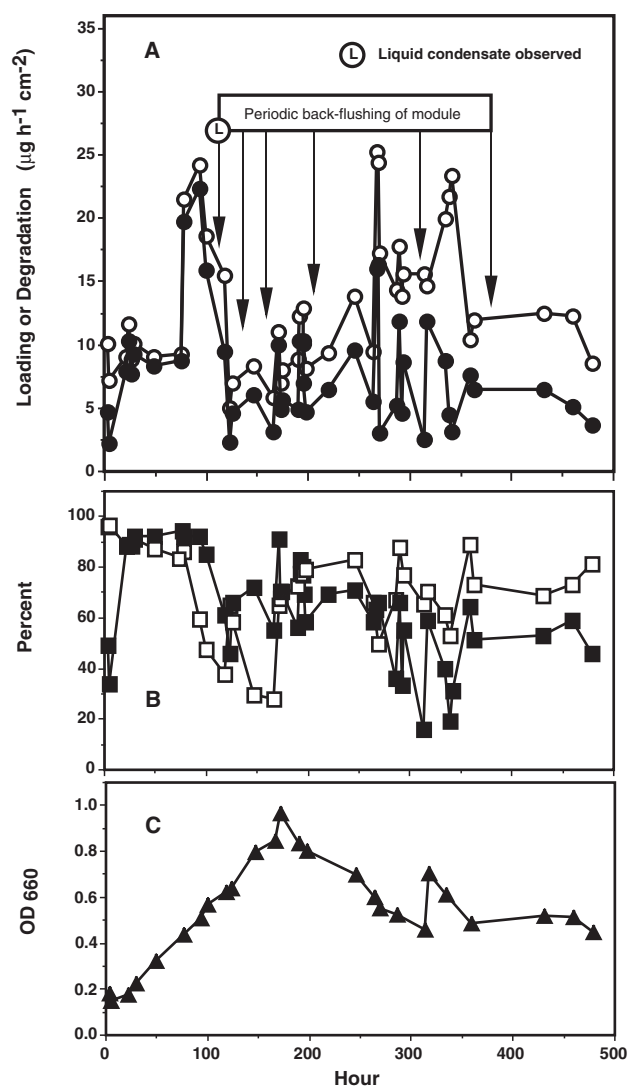 A
L Liquid condensate observed
Periodic back-flushing of module
L
Loading or Degradation (µg h-1 cm-2)
35
30
25
20
15
10
5
0
Percent
100
80
60
40
20
0
B
OD 660
1.0
0.8
0.6
0.4
0.2
0.0
C
0 100 200 300 400 500
Hour